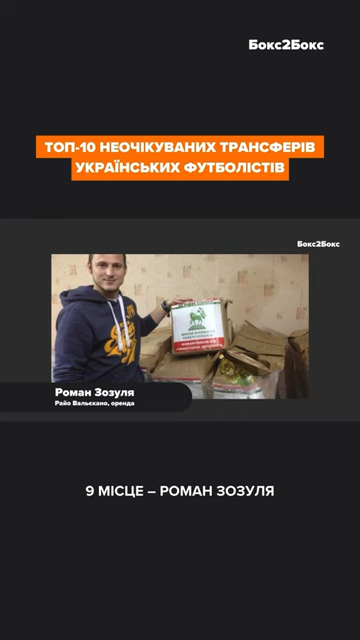 Бокс2Бокс
ТОП-10 НЕОЧІКУВАНИХ ТРАНСФЕРІВ
УКРАЇНСЬКИХ ФУТБОЛІСТІВ
Бокс2Бокс
Роман Зозуля
Райо Вальєкано, оренда
9 МІСЦЕ – РОМАН ЗОЗУЛЯ